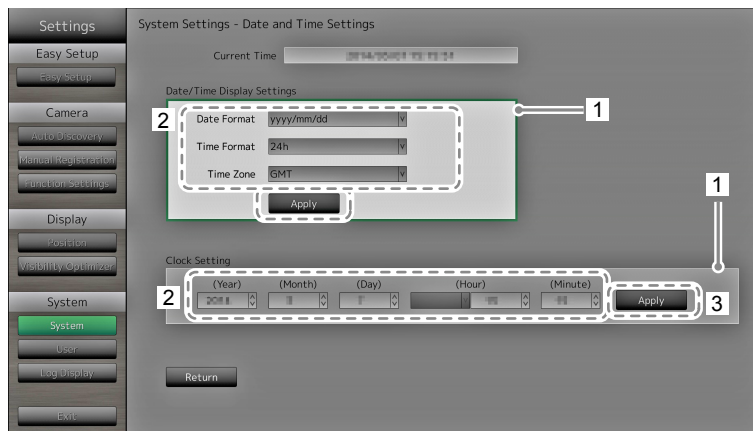 Settings
Easy Setup
Easy Setup
Camera
Auto Discovery
Manual Registration
Function Settings
Display
Position
Visibility Optimizer
System
System
User
Log Display
Exit
System Settings - Date and Time Settings
Current Time
Date/Time Display Settings
1
2
Date Format yyyy/mm/dd
Time Format 24h
Time Zone GMT
Apply
1
Clock Setting
2
(Year) (Month) (Day) (Hour) (Minute)
Apply
3
Return